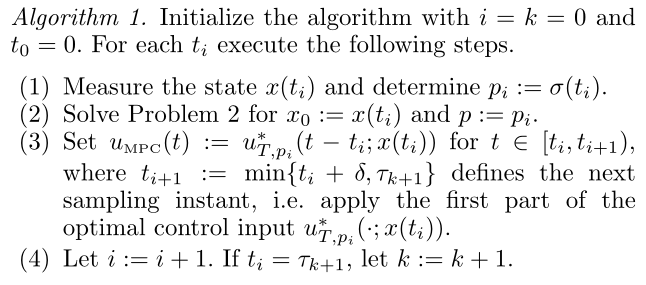 Algorithm 1. Initialize the algorithm with i = k = 0 and
t₀ = 0. For each tᵢ execute the following steps.
(1) Measure the state x(tᵢ) and determine pᵢ := σ(tᵢ).
(2) Solve Problem 2 for x₀ := x(tᵢ) and p := pᵢ.
(3) Set u_MPC(t) := u*_{T,pᵢ}(t − tᵢ; x(tᵢ)) for t ∈ [tᵢ, tᵢ₊₁),
where tᵢ₊₁ := min{tᵢ + δ, τₖ₊₁} defines the next
sampling instant, i.e. apply the first part of the
optimal control input u*_{T,pᵢ}(·; x(tᵢ)).
(4) Let i := i + 1. If tᵢ = τₖ₊₁, let k := k + 1.